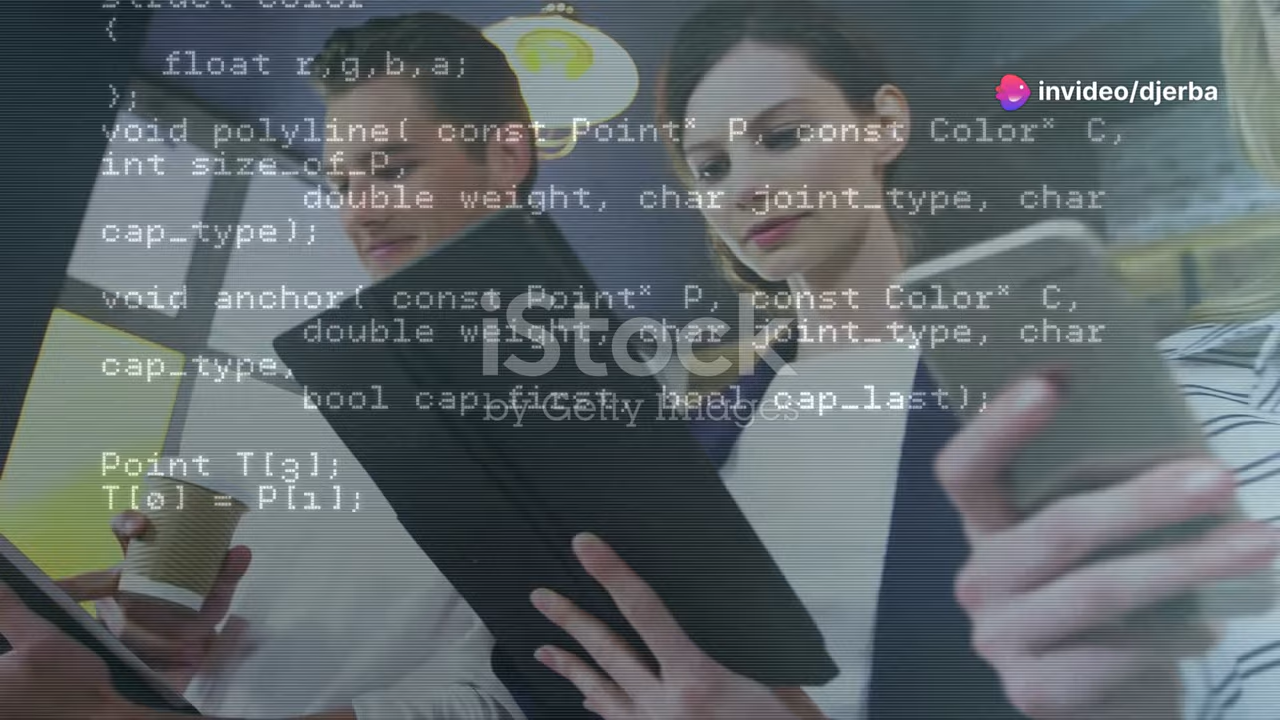 struct color
{
float r,g,b,a;
};
invideo/djerba
void polyline( const Point* P, const Color* C,
int size_of_P,
double weight, char joint_type, char
cap_type);
void anchor( const Point* P, const Color* C,
double weight, char joint_type, char
cap_type,
bool cap_first, bool cap_last);
iStock
by Getty Images
Point T[3];
T[0] = P[1];